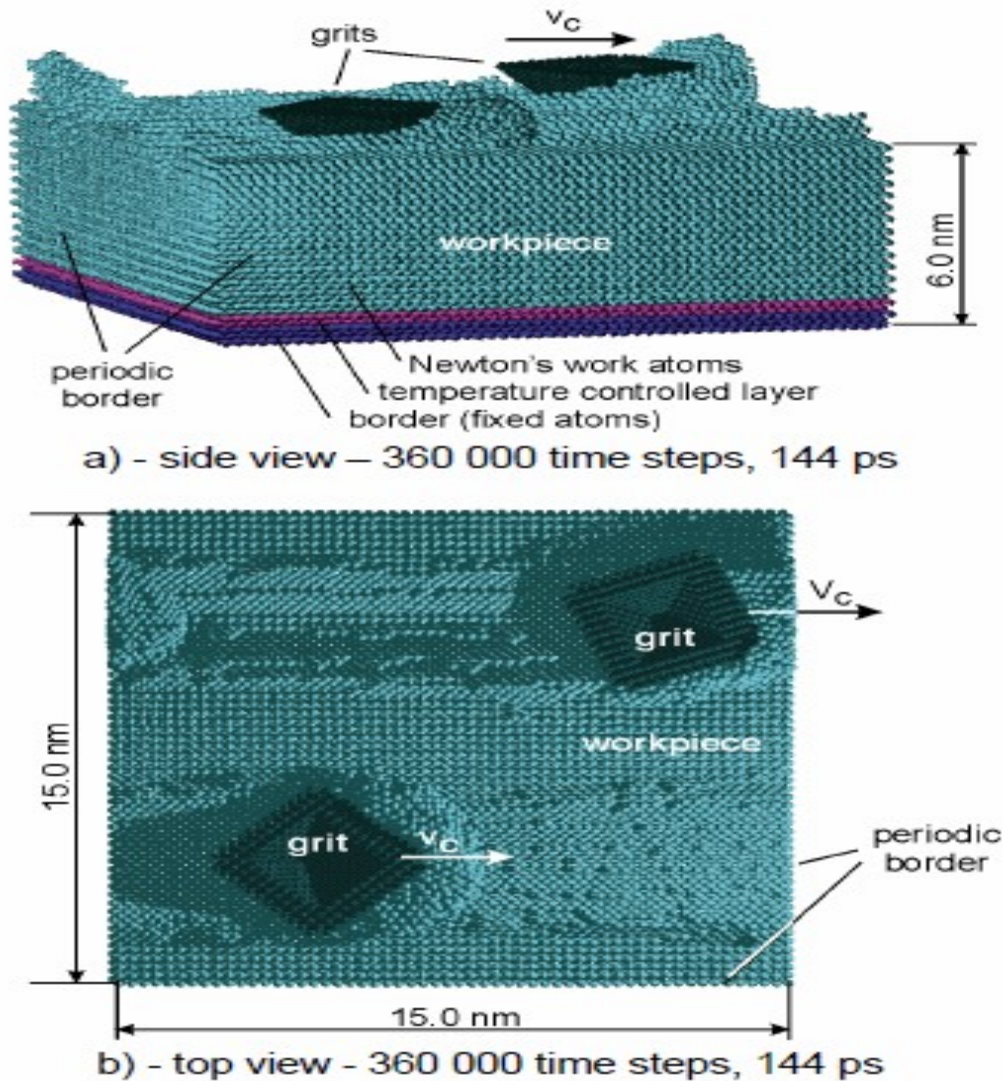 grits
vc
workpiece
6.0 nm
periodic
border
Newton's work atoms
temperature controlled layer
border (fixed atoms)
a) - side view – 360 000 time steps, 144 ps
15.0 nm
Vc
grit
workpiece
grit
vc
periodic
border
15.0 nm
b) - top view - 360 000 time steps, 144 ps